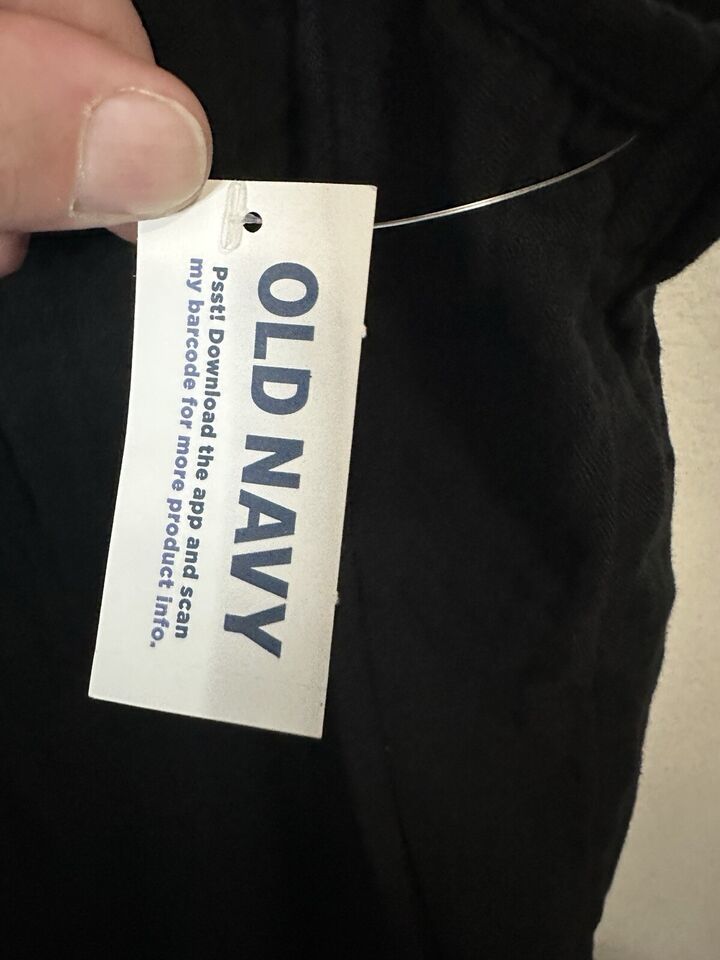 OLD NAVY
Psst! Download the app and scan
my barcode for more product info.